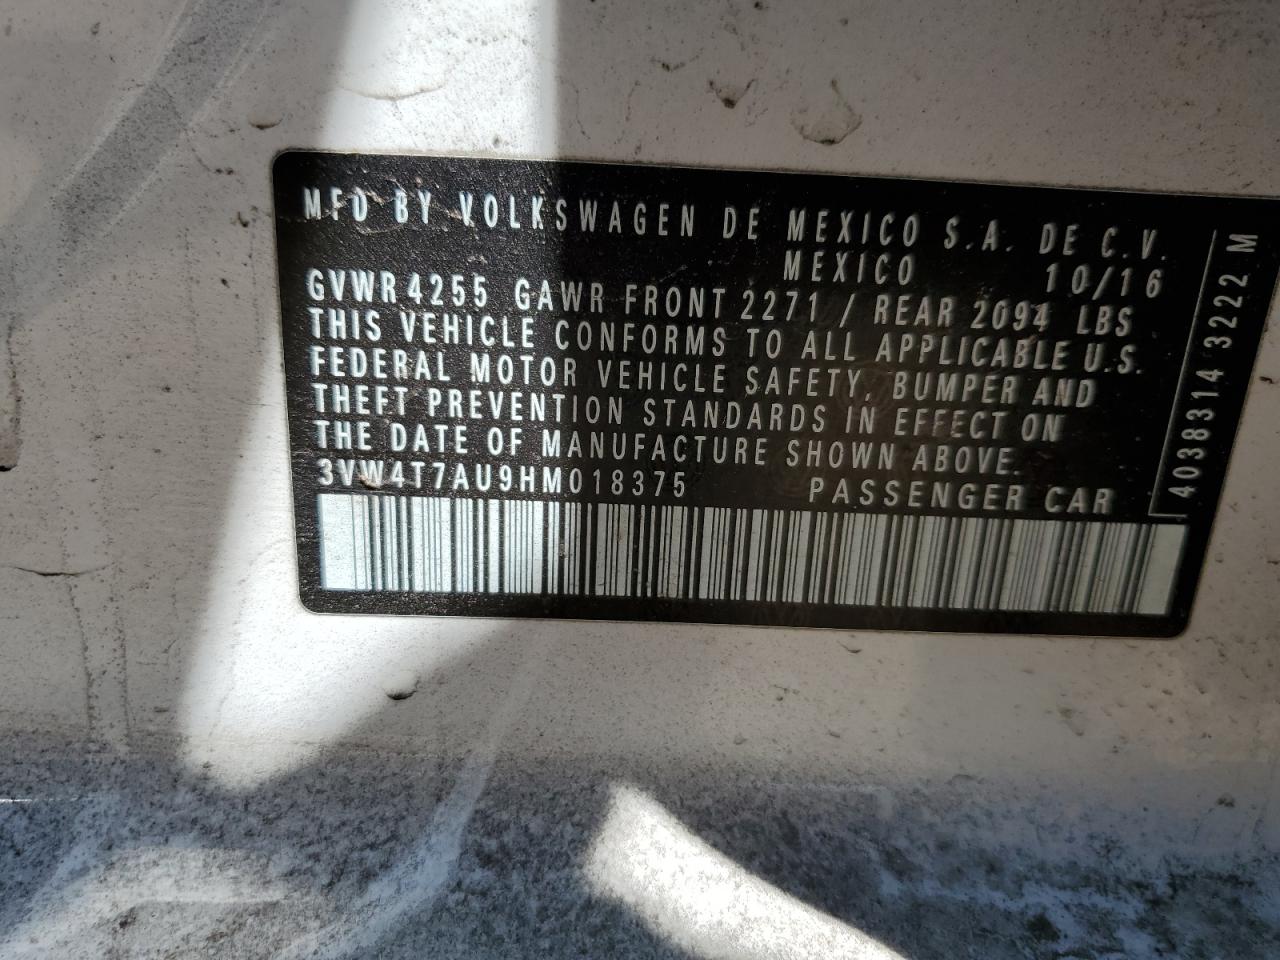 MFD BY VOLKSWAGEN DE MEXICO S.A. DE C.V.
MEXICO 10/16
GVWR 4255 GAWR FRONT 2271 / REAR 2094 LBS
THIS VEHICLE CONFORMS TO ALL APPLICABLE U.S.
FEDERAL MOTOR VEHICLE SAFETY, BUMPER AND
THEFT PREVENTION STANDARDS IN EFFECT ON
THE DATE OF MANUFACTURE SHOWN ABOVE.
3VW4T7AU9HM018375 PASSENGER CAR
4038314 3222 M